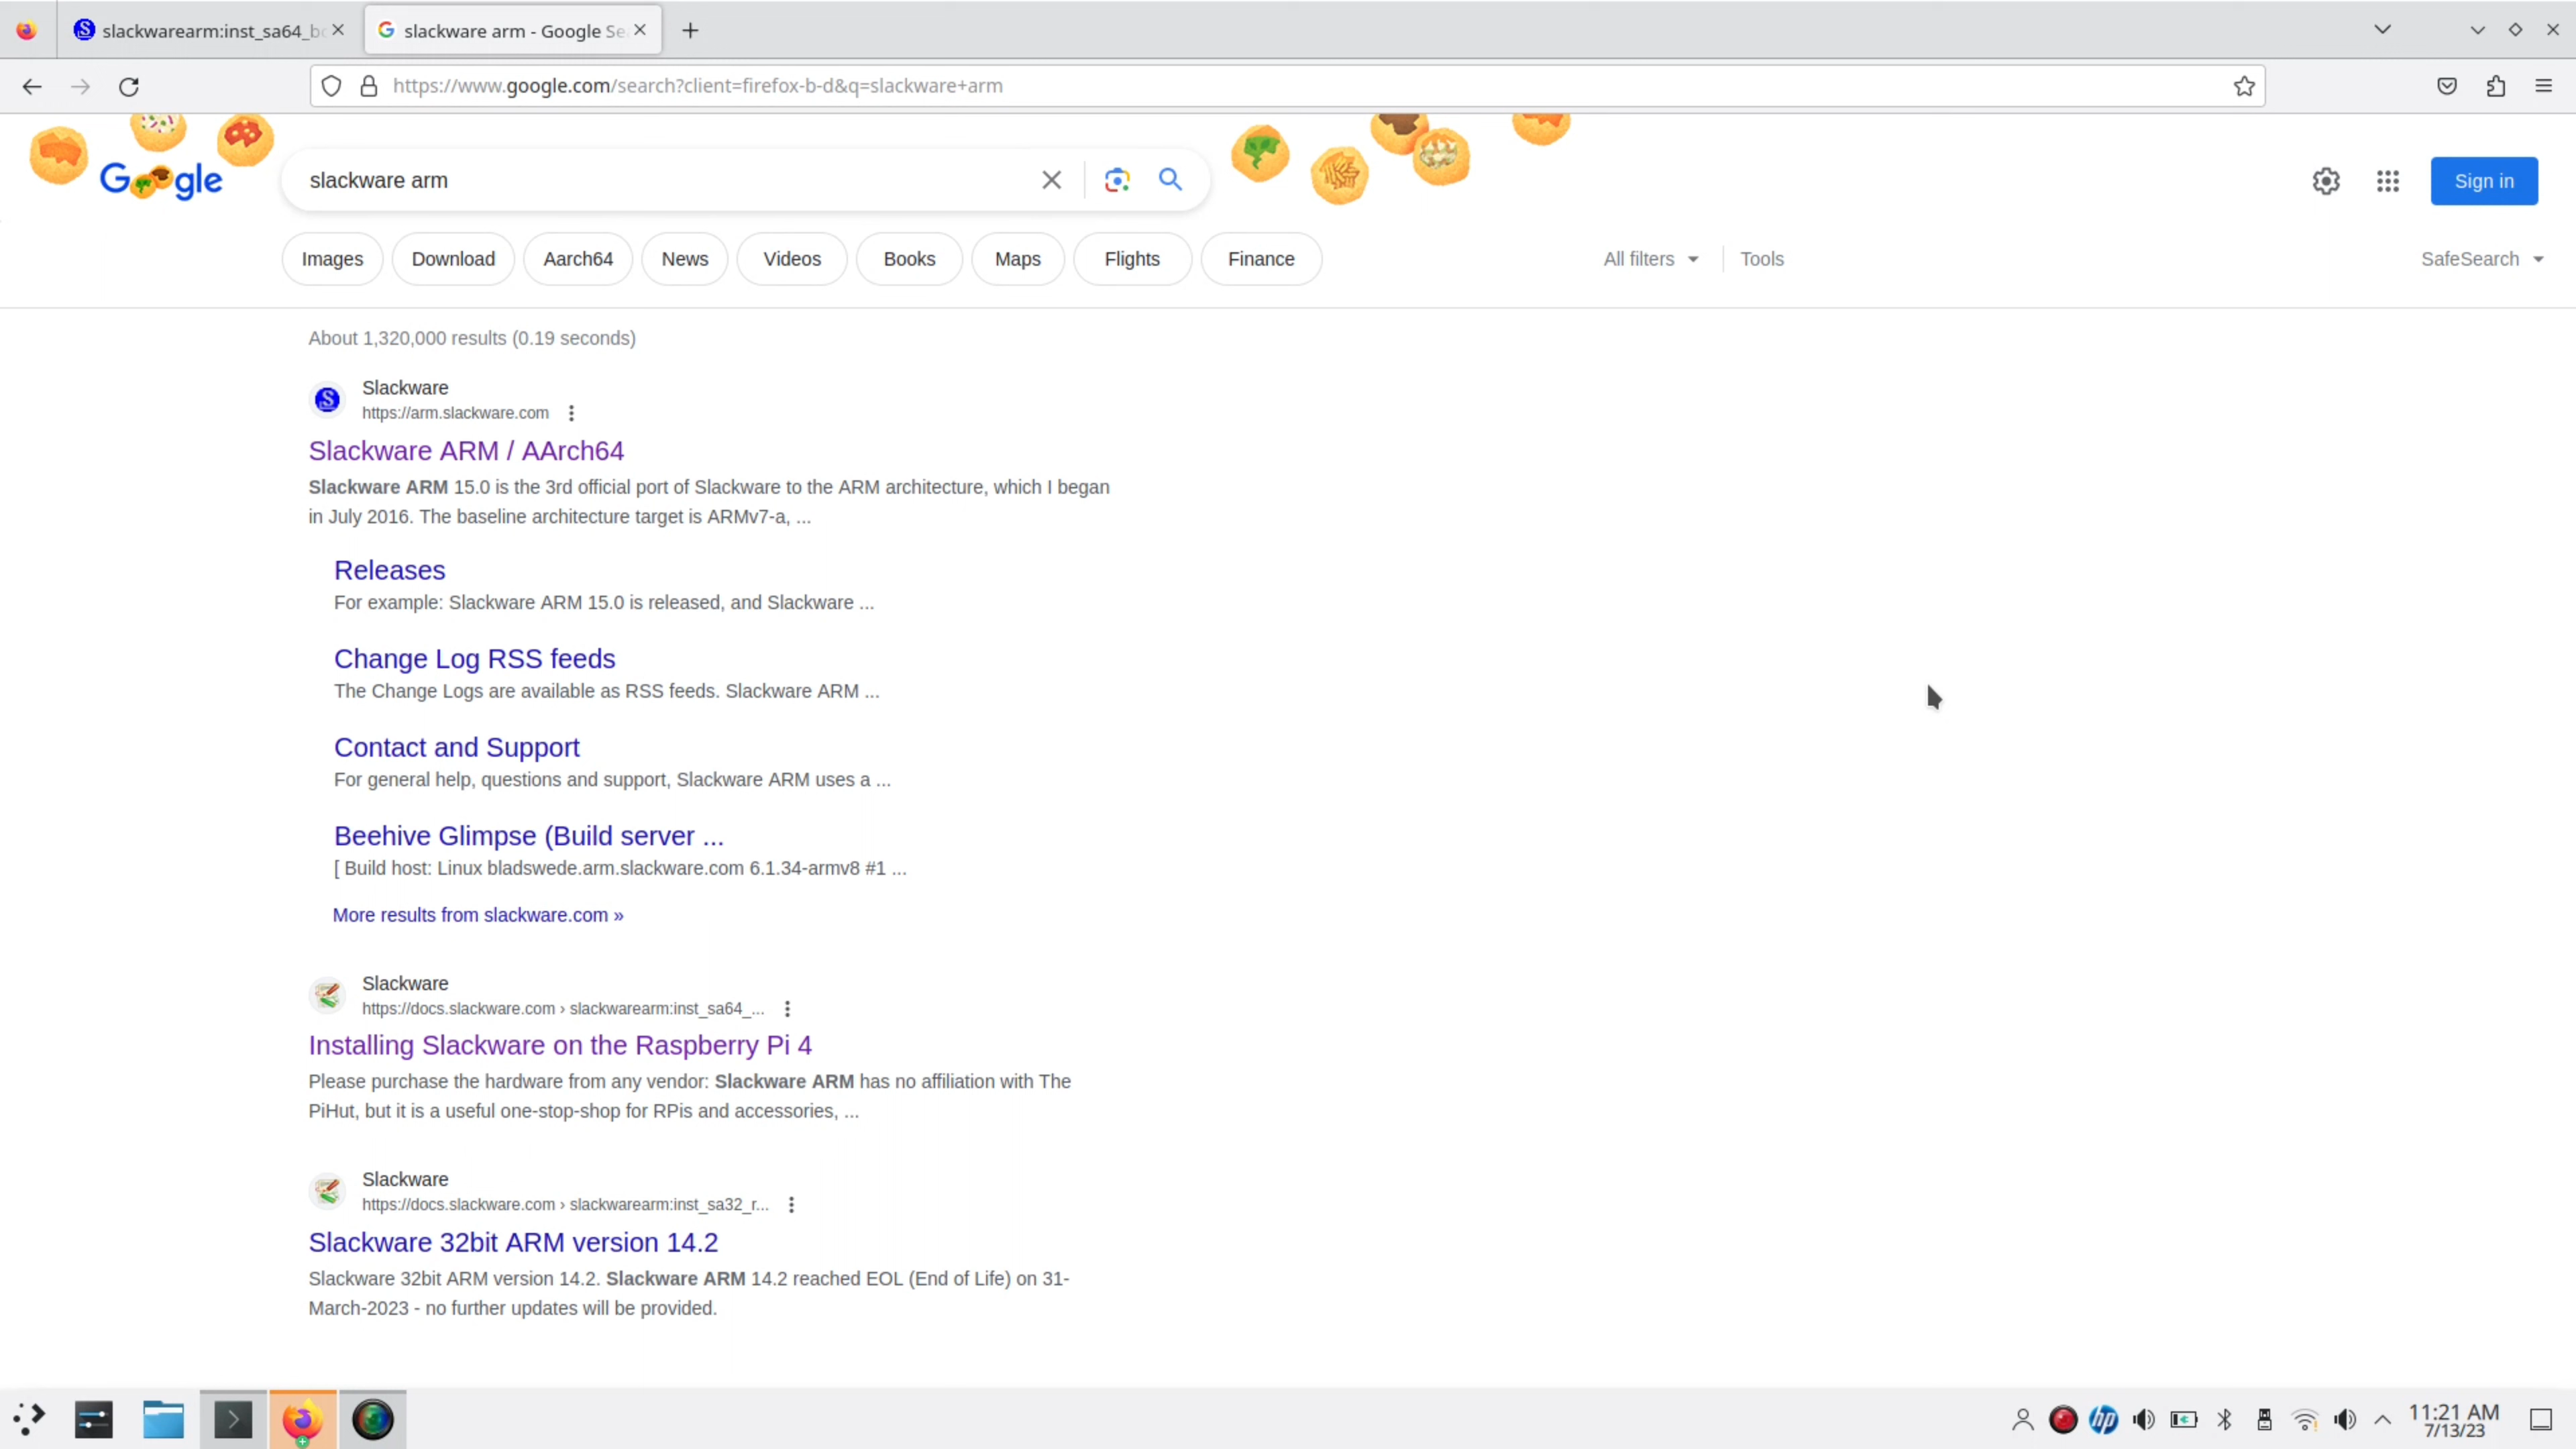 slackwarearm:inst_sa64_b
slackware arm - Google Se
https://www.google.com/search?client=firefox-b-d&q=slackware+arm
Google
slackware arm
Sign in
Images
Download
Aarch64
News
Videos
Books
Maps
Flights
Finance
All filters
Tools
SafeSearch
About 1,320,000 results (0.19 seconds)
Slackware
https://arm.slackware.com
Slackware ARM / AArch64
Slackware ARM 15.0 is the 3rd official port of Slackware to the ARM architecture, which I began
in July 2016. The baseline architecture target is ARMv7-a, ...
Releases
For example: Slackware ARM 15.0 is released, and Slackware ...
Change Log RSS feeds
The Change Logs are available as RSS feeds. Slackware ARM ...
Contact and Support
For general help, questions and support, Slackware ARM uses a ...
Beehive Glimpse (Build server ...
[ Build host: Linux bladswede.arm.slackware.com 6.1.34-armv8 #1 ...
More results from slackware.com »
Slackware
https://docs.slackware.com › slackwarearm:inst_sa64_...
Installing Slackware on the Raspberry Pi 4
Please purchase the hardware from any vendor: Slackware ARM has no affiliation with The
PiHut, but it is a useful one-stop-shop for RPis and accessories, ...
Slackware
https://docs.slackware.com › slackwarearm:inst_sa32_r...
Slackware 32bit ARM version 14.2
Slackware 32bit ARM version 14.2. Slackware ARM 14.2 reached EOL (End of Life) on 31-
March-2023 - no further updates will be provided.
hp
11:21 AM
7/13/23